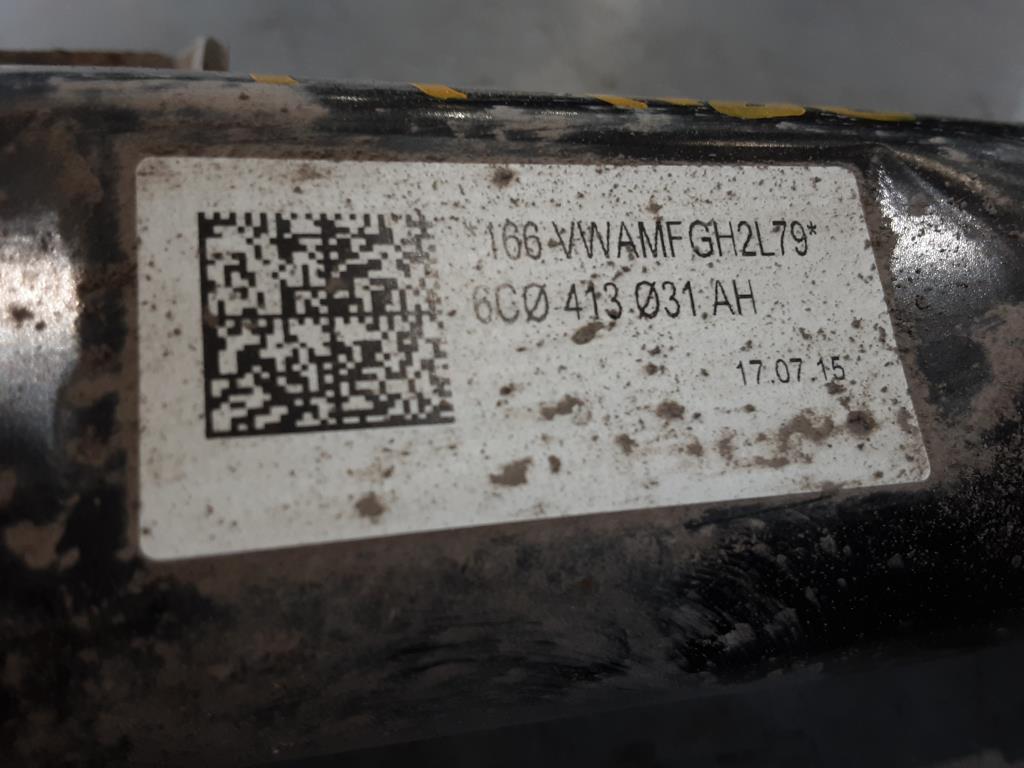 *166 VWAMFGH2L79*
6CØ 413 Ø31 AH
17.07.15